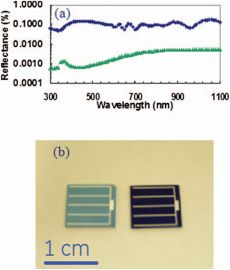 (a)
Reflectance (%)
1.0000
0.1000
0.0100
0.0010
0.0001
300 500 700 900 1100
Wavelength (nm)
(b)
1 cm